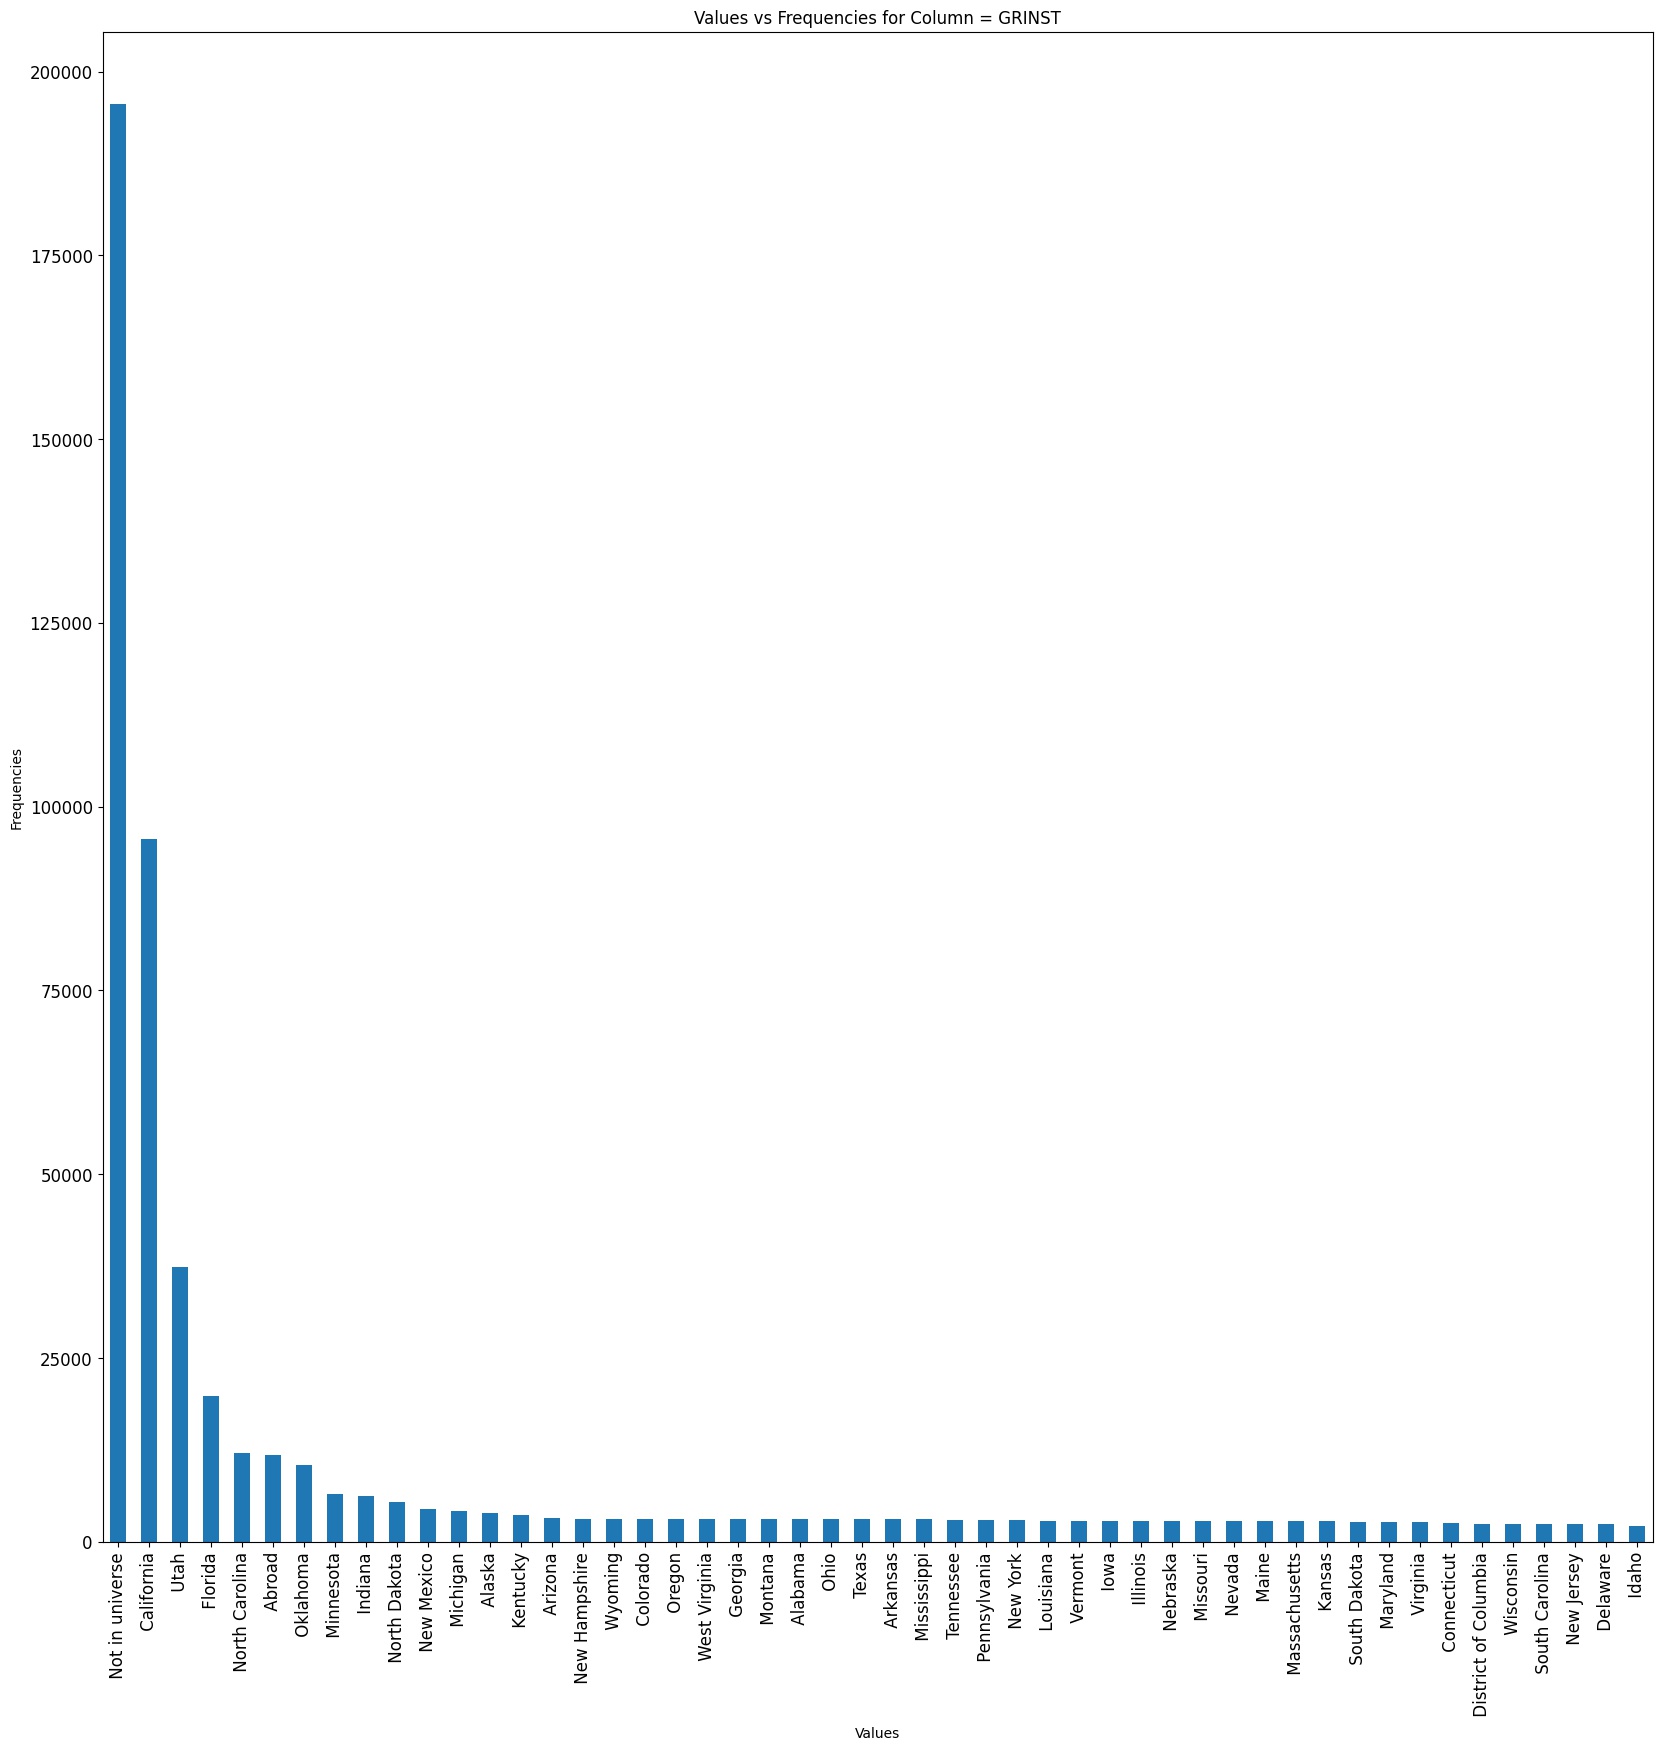 Values vs Frequencies for Column = GRINST
200000
175000
150000
125000
100000
75000
50000
25000
0
Frequencies
Not in universe
California
Utah
Florida
North Carolina
Abroad
Oklahoma
Minnesota
Indiana
North Dakota
New Mexico
Michigan
Alaska
Kentucky
Arizona
New Hampshire
Wyoming
Colorado
Oregon
West Virginia
Georgia
Montana
Alabama
Ohio
Texas
Arkansas
Mississippi
Tennessee
Pennsylvania
New York
Louisiana
Vermont
Iowa
Illinois
Nebraska
Missouri
Nevada
Maine
Massachusetts
Kansas
South Dakota
Maryland
Virginia
Connecticut
District of Columbia
Wisconsin
South Carolina
New Jersey
Delaware
Idaho
Values